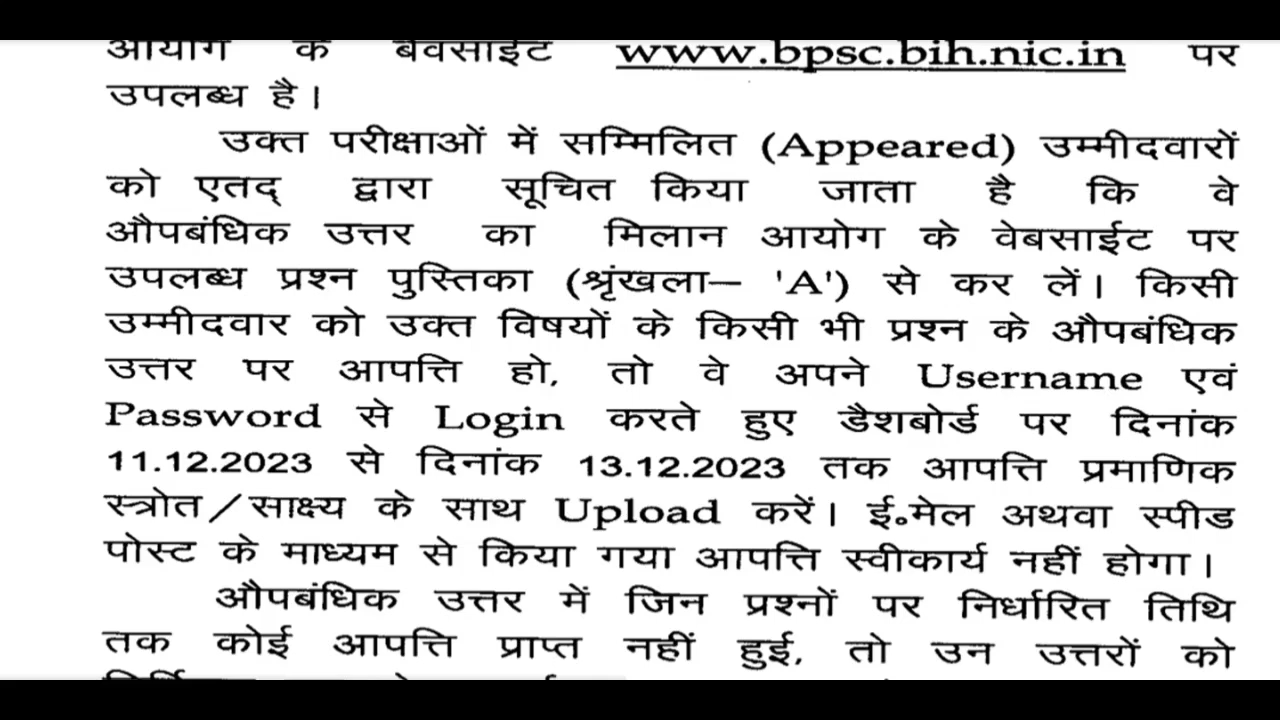 आयोग के बेवसाईट www.bpsc.bih.nic.in पर
उपलब्ध है।
उक्त परीक्षाओं में सम्मिलित (Appeared) उम्मीदवारों
को एतद् द्वारा सूचित किया जाता है कि वे
औपबंधिक उत्तर का मिलान आयोग के वेबसाईट पर
उपलब्ध प्रश्न पुस्तिका (श्रृंखला– 'A') से कर लें। किसी
उम्मीदवार को उक्त विषयों के किसी भी प्रश्न के औपबंधिक
उत्तर पर आपत्ति हो, तो वे अपने Username एवं
Password से Login करते हुए डैशबोर्ड पर दिनांक
11.12.2023 से दिनांक 13.12.2023 तक आपत्ति प्रमाणिक
स्त्रोत/साक्ष्य के साथ Upload करें। ई॰मेल अथवा स्पीड
पोस्ट के माध्यम से किया गया आपत्ति स्वीकार्य नहीं होगा।
औपबंधिक उत्तर में जिन प्रश्नों पर निर्धारित तिथि
तक कोई आपत्ति प्राप्त नहीं हुई, तो उन उत्तरों को